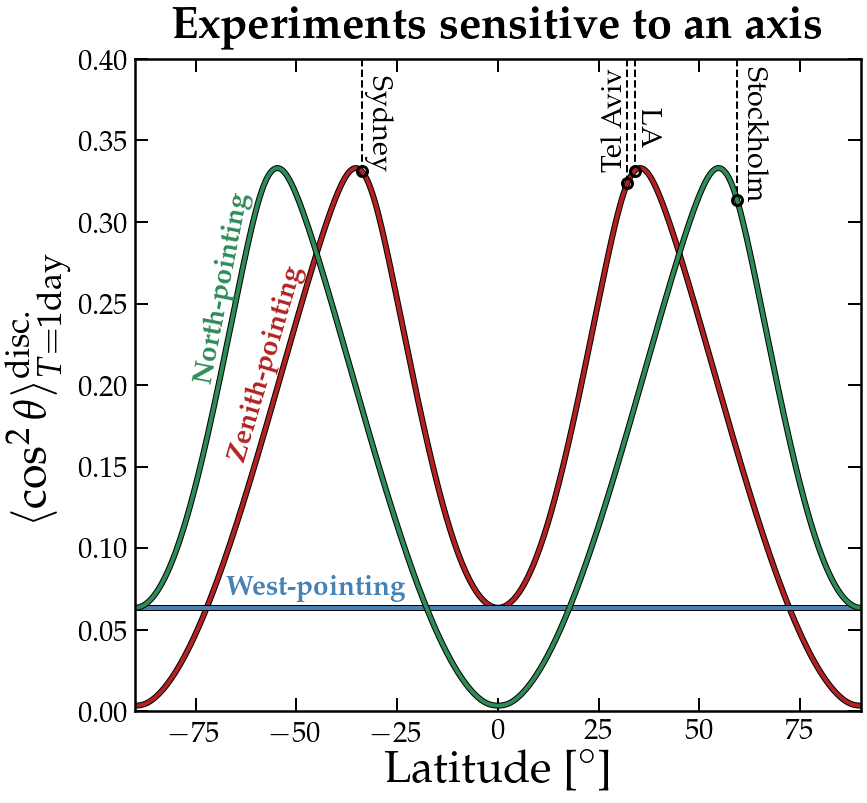 Experiments sensitive to an axis
⟨cos² θ⟩disc. T=1day
0.40
0.35
0.30
0.25
0.20
0.15
0.10
0.05
0.00
Sydney
Tel Aviv
LA
Stockholm
North-pointing
Zenith-pointing
West-pointing
−75
−50
−25
0
25
50
75
Latitude [°]